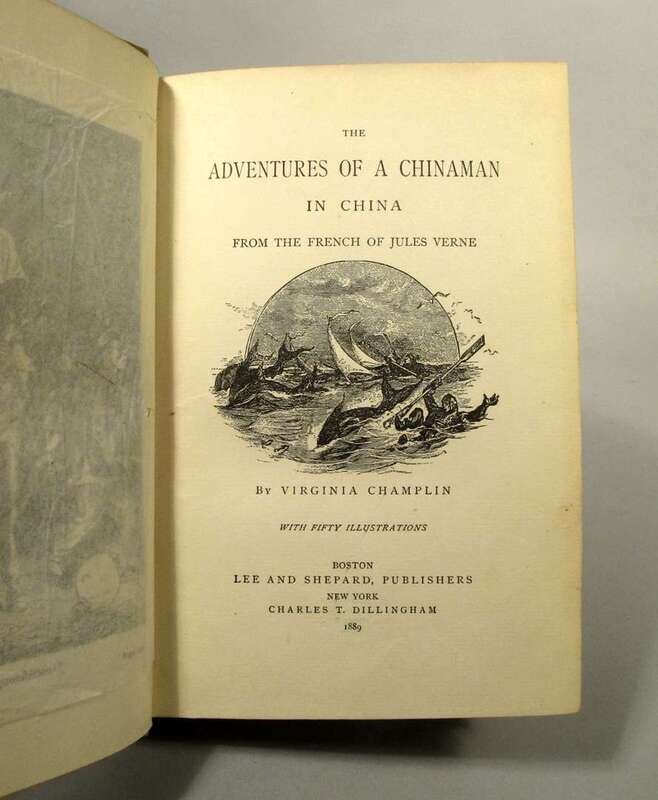 THE
ADVENTURES OF A CHINAMAN
IN CHINA
FROM THE FRENCH OF JULES VERNE
By VIRGINIA CHAMPLIN
WITH FIFTY ILLUSTRATIONS
BOSTON
LEE AND SHEPARD, PUBLISHERS
NEW YORK
CHARLES T. DILLINGHAM
1889